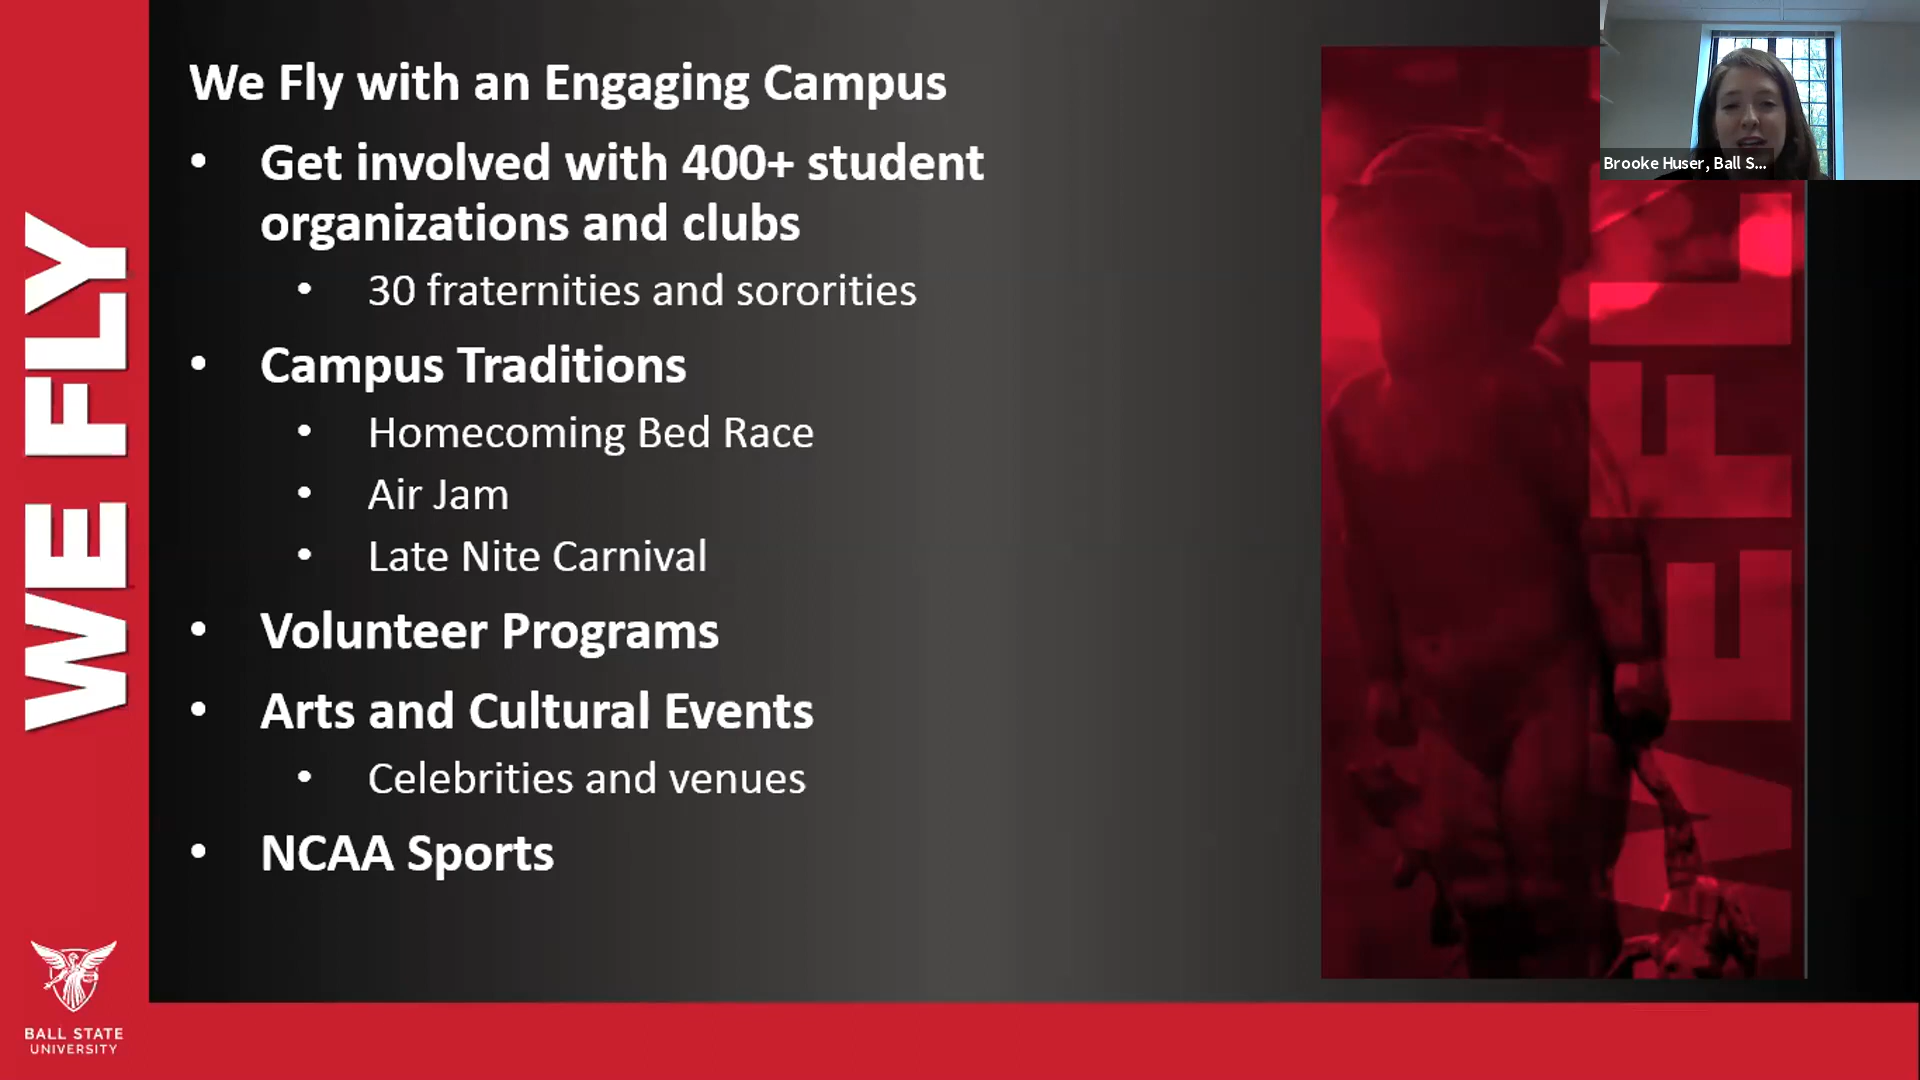 We Fly with an Engaging Campus
• Get involved with 400+ student
organizations and clubs
• 30 fraternities and sororities
• Campus Traditions
• Homecoming Bed Race
• Air Jam
• Late Nite Carnival
• Volunteer Programs
• Arts and Cultural Events
• Celebrities and venues
• NCAA Sports
WE FLY
BALL STATE
UNIVERSITY
WE FL
Brooke Huser, Ball S...